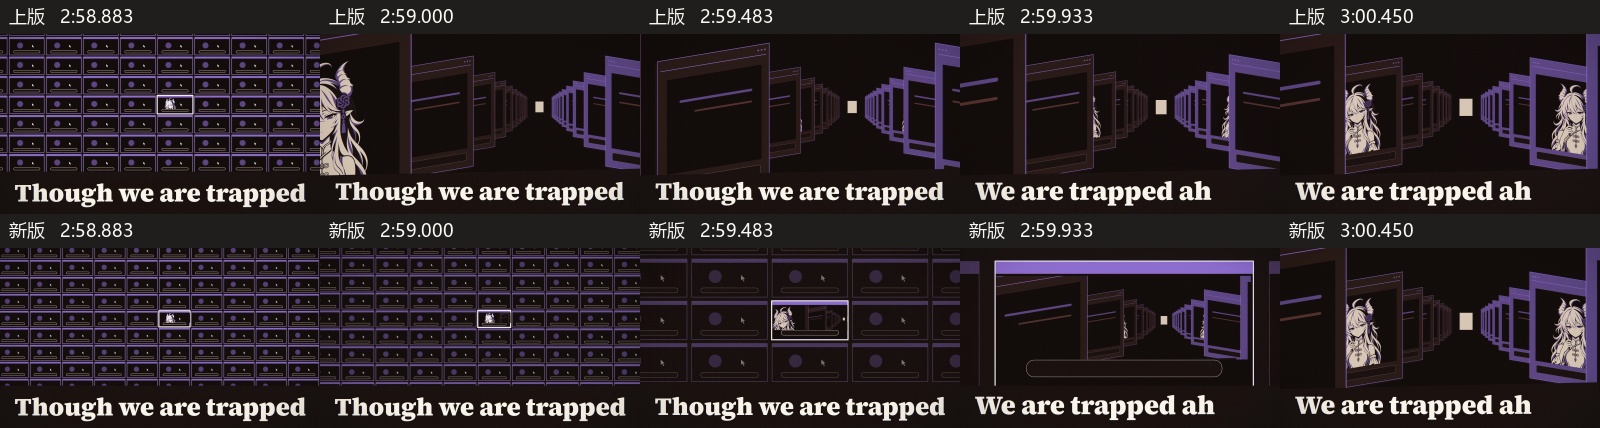 上版 2:58.883
上版 2:59.000
上版 2:59.483
上版 2:59.933
上版 3:00.450
Though we are trapped
Though we are trapped
Though we are trapped
We are trapped ah
We are trapped ah
新版 2:58.883
新版 2:59.000
新版 2:59.483
新版 2:59.933
新版 3:00.450
Though we are trapped
Though we are trapped
Though we are trapped
We are trapped ah
We are trapped ah